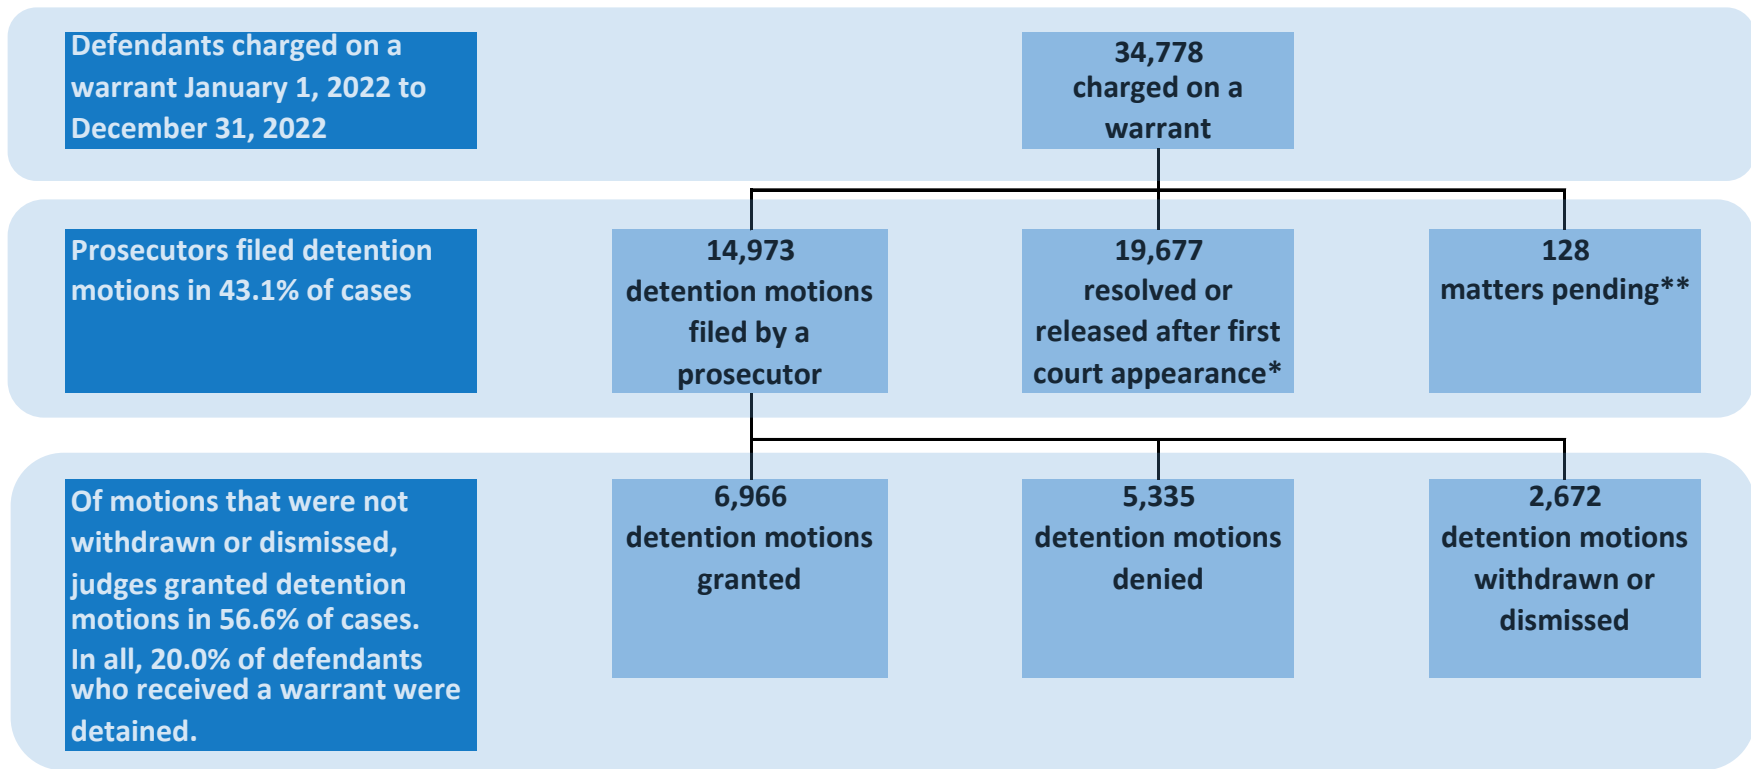 Defendants charged on a
warrant January 1, 2022 to
December 31, 2022
34,778
charged on a
warrant
Prosecutors filed detention
motions in 43.1% of cases
14,973
detention motions
filed by a
prosecutor
19,677
resolved or
released after first
court appearance*
128
matters pending**
Of motions that were not
withdrawn or dismissed,
judges granted detention
motions in 56.6% of cases.
In all, 20.0% of defendants
who received a warrant were
detained.
6,966
detention motions
granted
5,335
detention motions
denied
2,672
detention motions
withdrawn or
dismissed